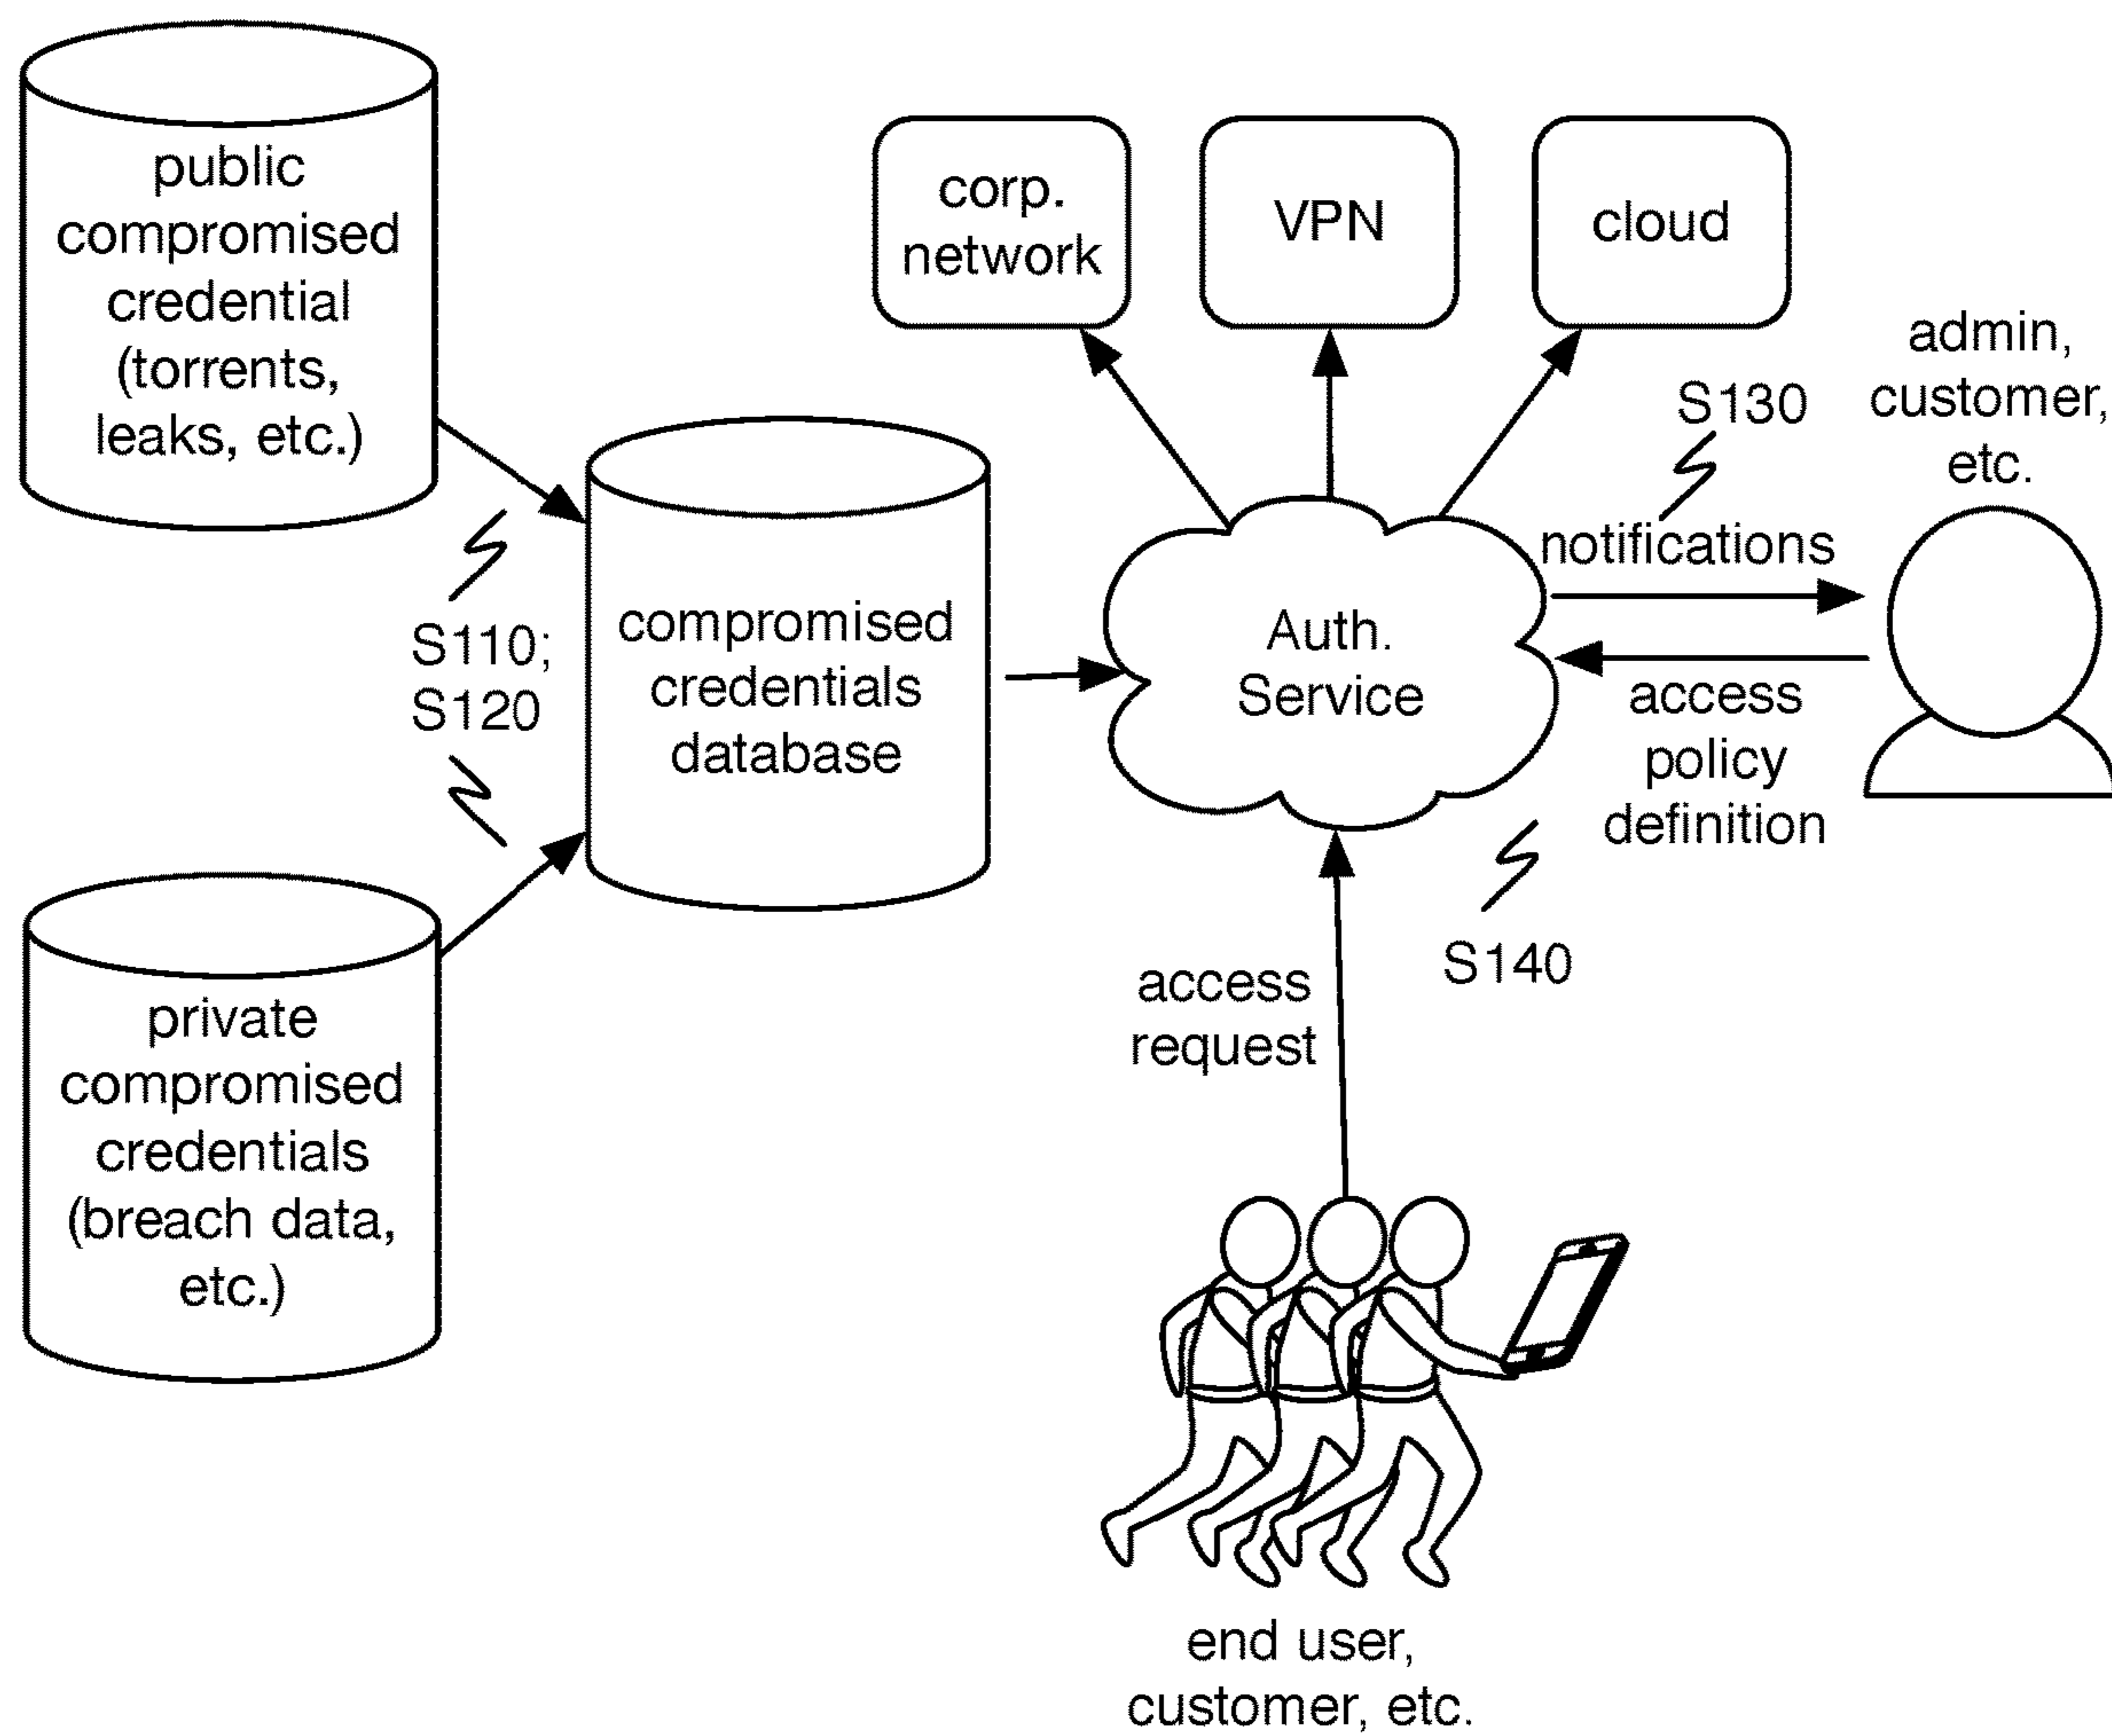 public
compromised
credential
(torrents,
leaks, etc.)
corp.
network
VPN
cloud
admin,
customer,
etc.
S130
notifications
S110;
S120
compromised
credentials
database
Auth.
Service
access
policy
definition
S140
private
compromised
credentials
(breach data,
etc.)
access
request
end user,
customer, etc.